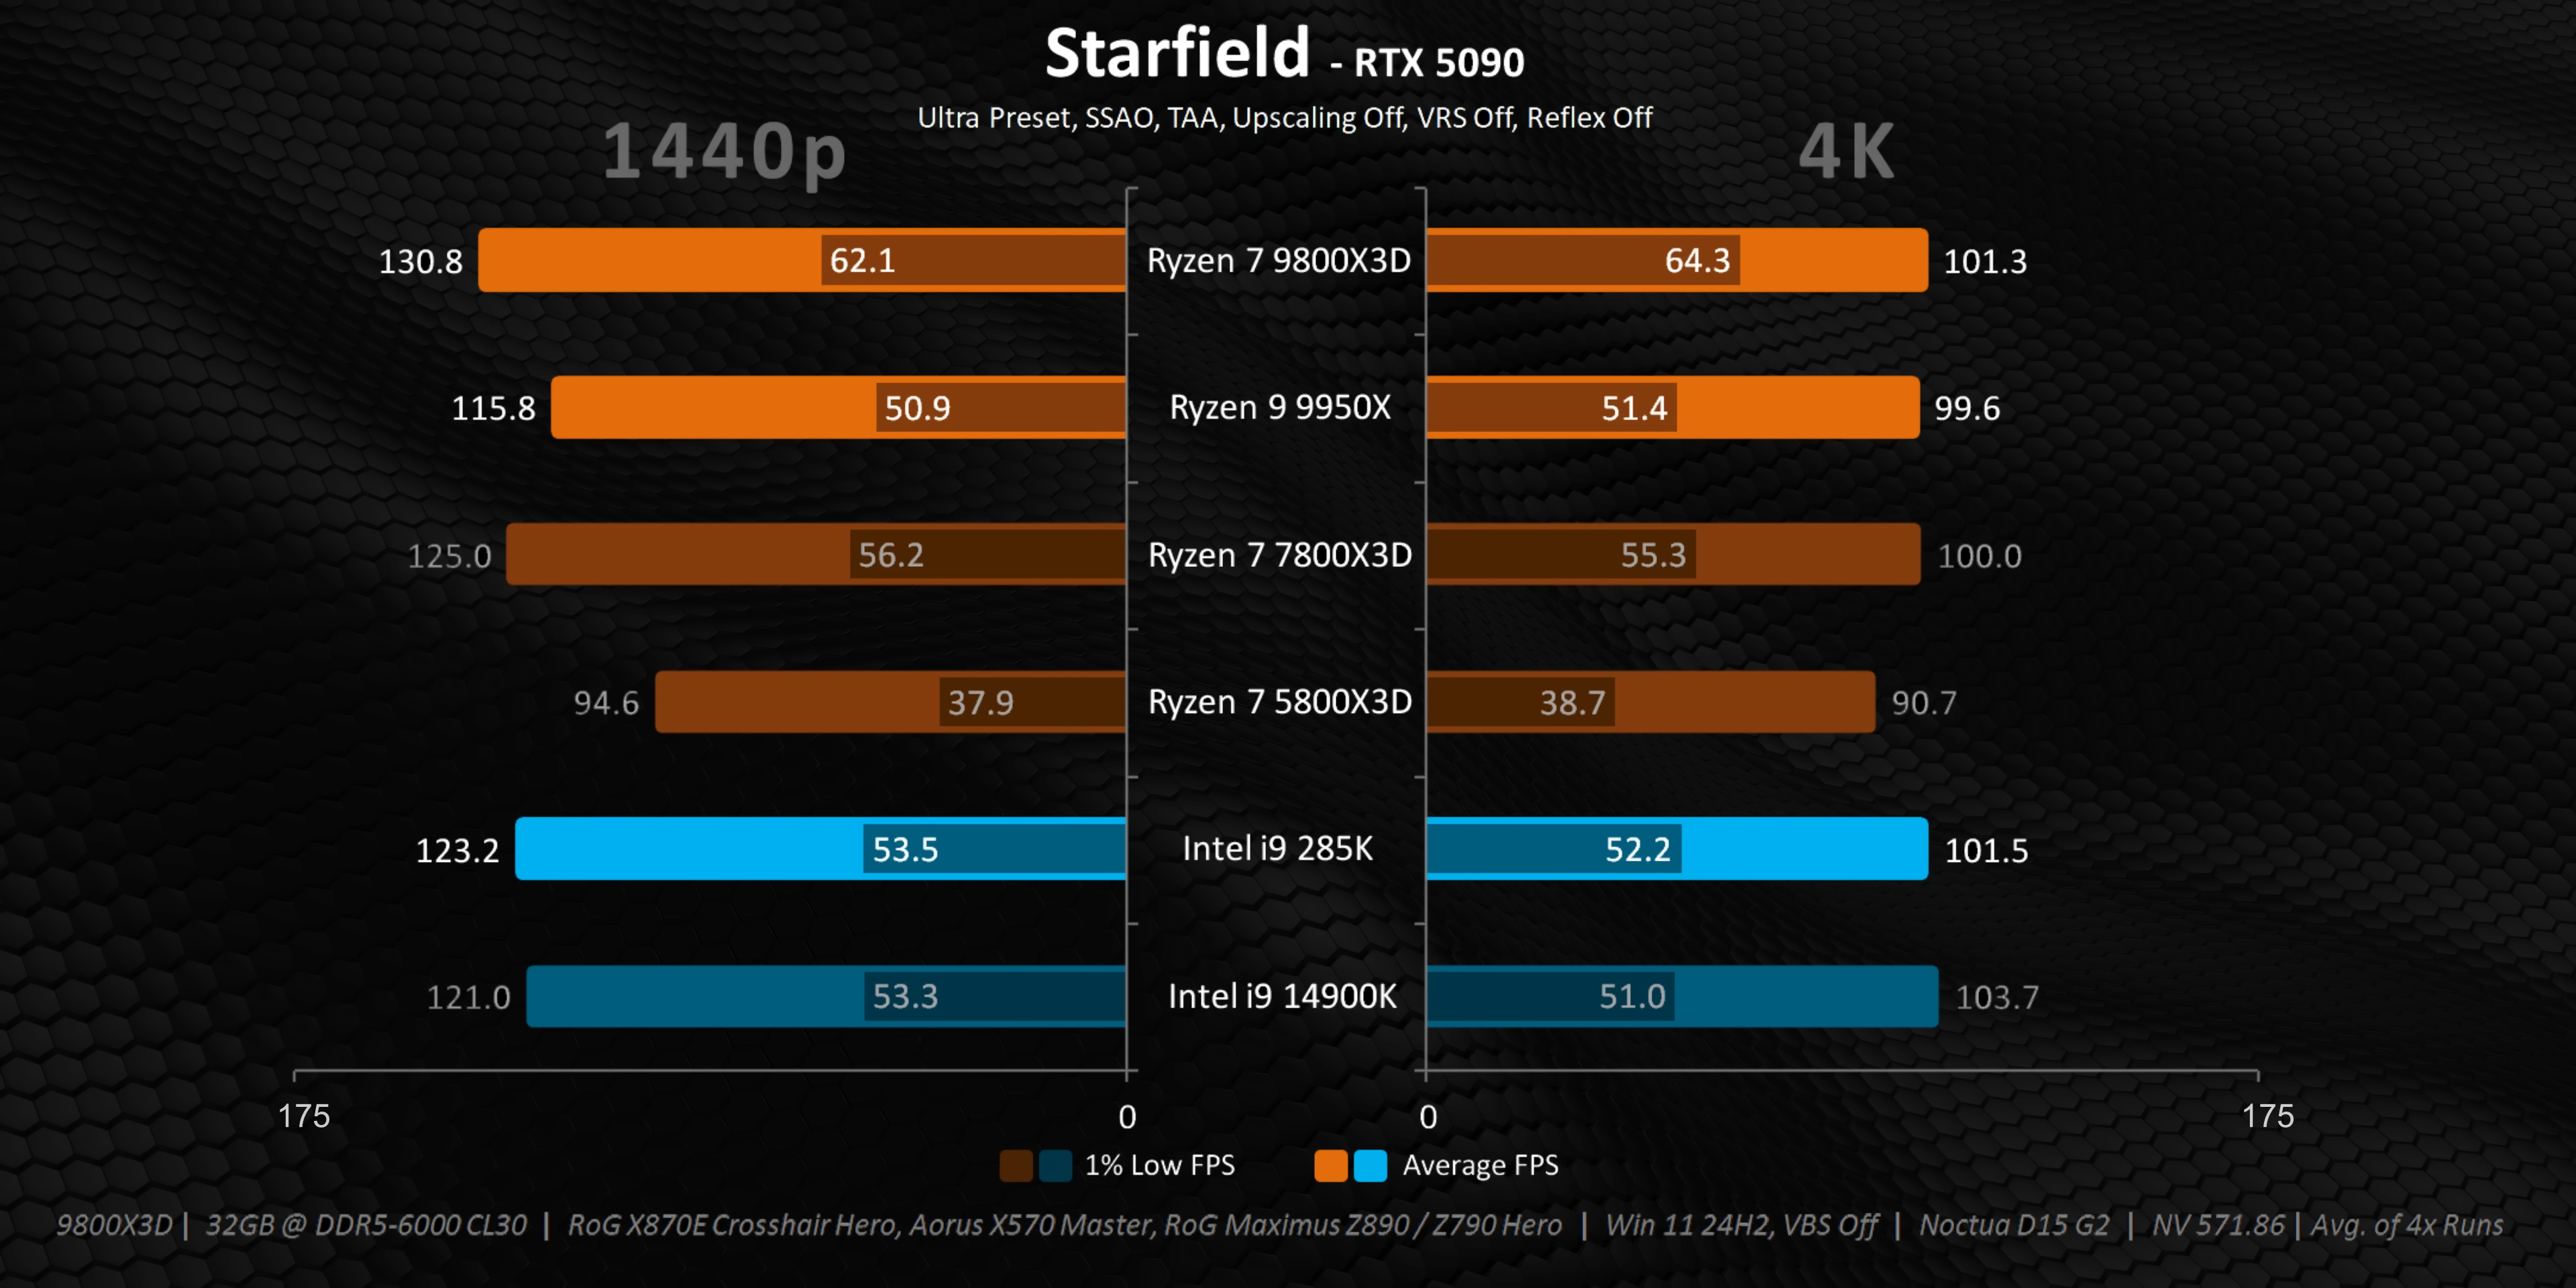 Starfield - RTX 5090
Ultra Preset, SSAO, TAA, Upscaling Off, VRS Off, Reflex Off
1440p 4K
130.8 62.1 Ryzen 7 9800X3D 64.3 101.3
115.8 50.9 Ryzen 9 9950X 51.4 99.6
125.0 56.2 Ryzen 7 7800X3D 55.3 100.0
94.6 37.9 Ryzen 7 5800X3D 38.7 90.7
123.2 53.5 Intel i9 285K 52.2 101.5
121.0 53.3 Intel i9 14900K 51.0 103.7
175 0 0 175
1% Low FPS Average FPS
9800X3D | 32GB @ DDR5-6000 CL30 | RoG X870E Crosshair Hero, Aorus X570 Master, RoG Maximus Z890 / Z790 Hero | Win 11 24H2, VBS Off | Noctua D15 G2 | NV 571.86 | Avg. of 4x Runs